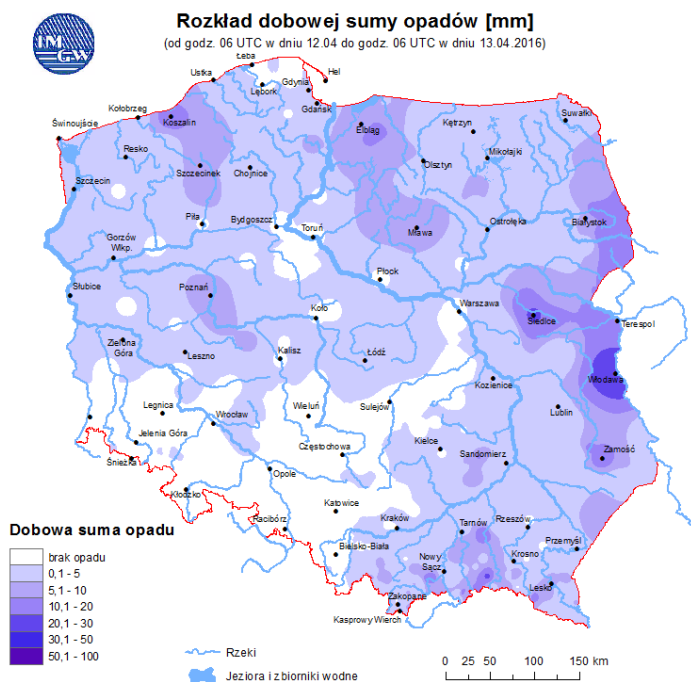 IM
GW
Rozkład dobowej sumy opadów [mm]
(od godz. 06 UTC w dniu 12.04 do godz. 06 UTC w dniu 13.04.2016)
Łeba
Hel
Ustka
Gdynia
Lębork
Gdańsk
Kołobrzeg
Koszalin
Świnoujście
Elbląg
Kętrzyn
Suwałki
Resko
Mikołajki
Olsztyn
Szczecinek
Chojnice
Szczecin
Piła
Bydgoszcz
Toruń
Mława
Ostrołęka
Białystok
Gorzów
Wlkp.
Płock
Słubice
Poznań
Koło
Warszawa
Siedlce
Terespol
Zielona
Góra
Leszno
Kalisz
Łódź
Kozienice
Włodawa
Legnica
Wrocław
Wieluń
Sulejów
Lublin
Jelenia Góra
Kielce
Częstochowa
Sandomierz
Zamość
Śnieżka
Opole
Kłodzko
Katowice
Racibórz
Kraków
Tarnów
Rzeszów
Bielsko-Biała
Przemyśl
Nowy
Sącz
Krosno
Lesko
Zakopane
Kasprowy Wierch
Dobowa suma opadu
brak opadu
0,1 - 5
5,1 - 10
10,1 - 20
20,1 - 30
30,1 - 50
50,1 - 100
Rzeki
Jeziora i zbiorniki wodne
0 25 50 100 150 km